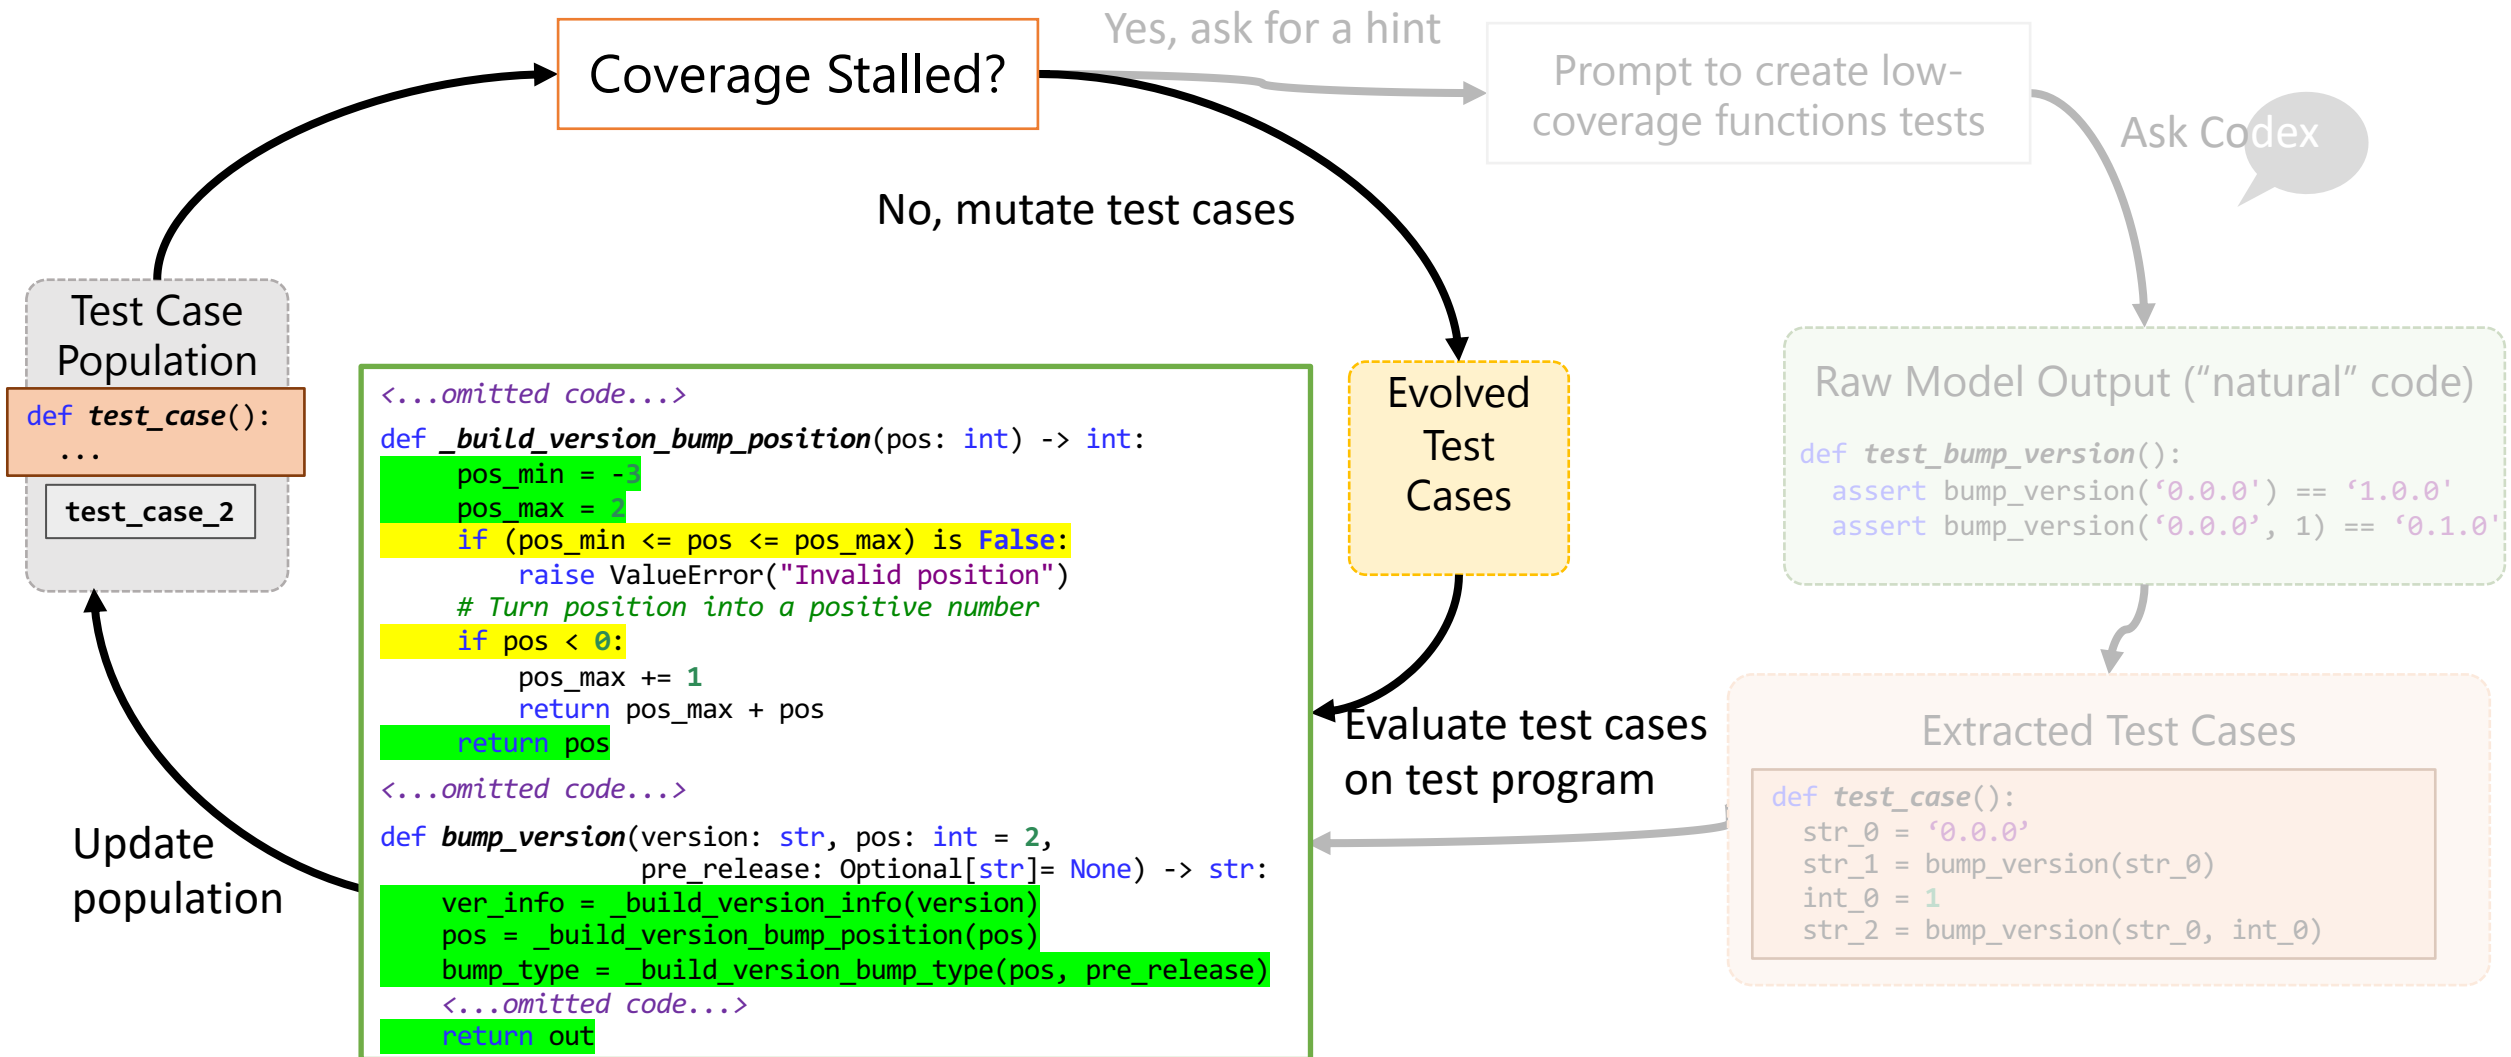 Yes, ask for a hint
Coverage Stalled?
Prompt to create low-
coverage functions tests
Ask Codex
No, mutate test cases
Test Case
Population
def test_case():
...
test_case_2
<...omitted code...>
def _build_version_bump_position(pos: int) -> int:
pos_min = -3
pos_max = 2
if (pos_min <= pos <= pos_max) is False:
raise ValueError("Invalid position")
# Turn position into a positive number
if pos < 0:
pos_max += 1
return pos_max + pos
return pos
<...omitted code...>
def bump_version(version: str, pos: int = 2,
pre_release: Optional[str]= None) -> str:
ver_info = _build_version_info(version)
pos = _build_version_bump_position(pos)
bump_type = _build_version_bump_type(pos, pre_release)
<...omitted code...>
return out
Evolved
Test
Cases
Raw Model Output (“natural” code)
def test_bump_version():
assert bump_version(‘0.0.0') == ‘1.0.0'
assert bump_version(‘0.0.0’, 1) == ‘0.1.0'
Evaluate test cases
on test program
Extracted Test Cases
def test_case():
str_0 = ‘0.0.0’
str_1 = bump_version(str_0)
int_0 = 1
str_2 = bump_version(str_0, int_0)
Update
population